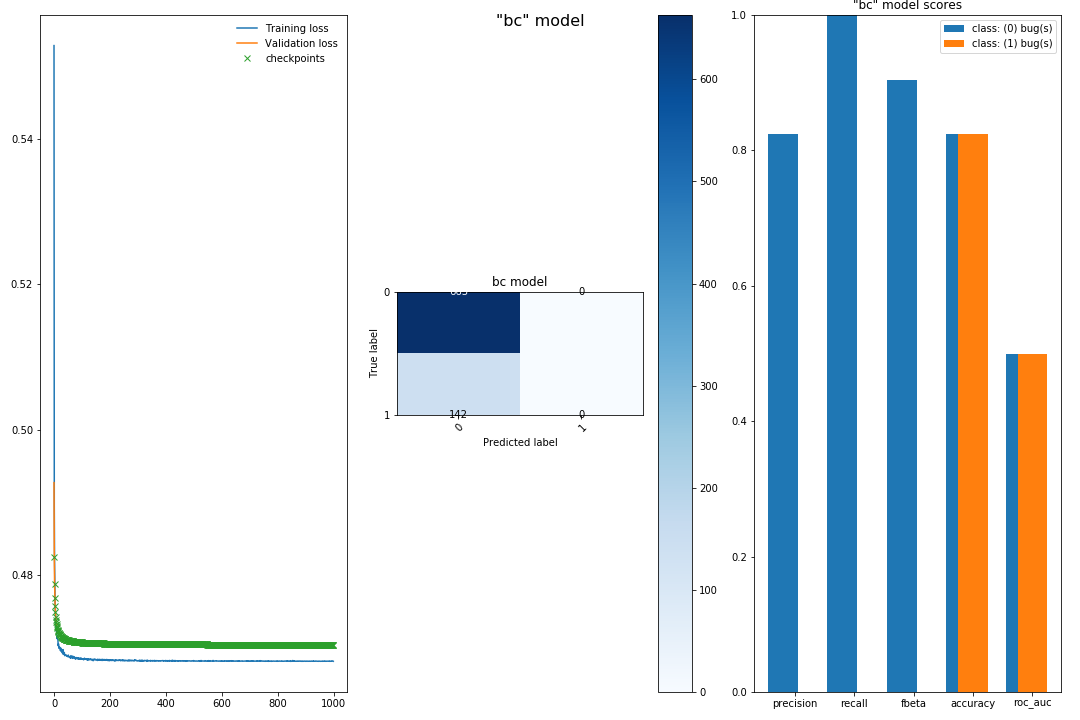 "bc" model
"bc" model scores
Training loss
Validation loss
checkpoints
class: (0) bug(s)
class: (1) bug(s)
0.54
0.52
0.50
0.48
0
200
400
600
800
1000
bc model
True label
0
1
0
142
0
0
1
Predicted label
600
500
400
300
200
100
0
1.0
0.8
0.6
0.4
0.2
0.0
precision
recall
fbeta
accuracy
roc_auc